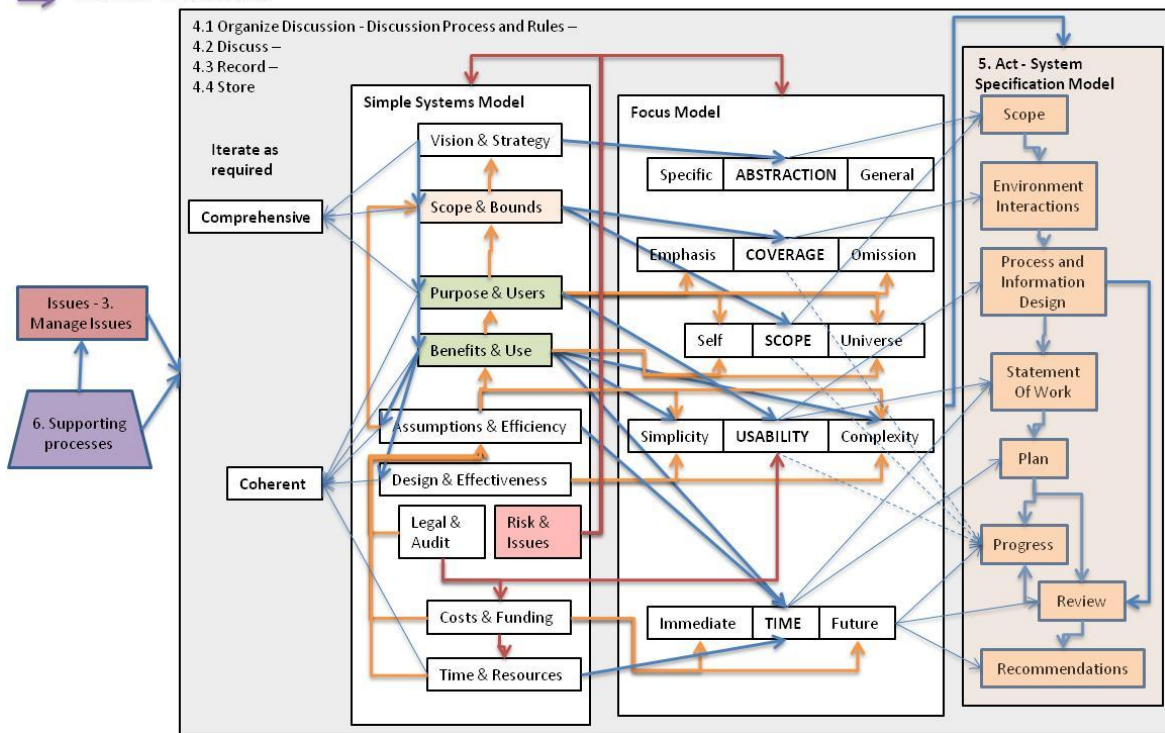 4.1 Organize Discussion - Discussion Process and Rules –
4.2 Discuss –
4.3 Record –
4.4 Store
Iterate as
required
Comprehensive
Coherent
Issues - 3.
Manage Issues
6. Supporting
processes
Simple Systems Model
Vision & Strategy
Scope & Bounds
Purpose & Users
Benefits & Use
Assumptions & Efficiency
Design & Effectiveness
Legal &
Audit
Risk &
Issues
Costs & Funding
Time & Resources
Focus Model
Specific ABSTRACTION General
Emphasis COVERAGE Omission
Self SCOPE Universe
Simplicity USABILITY Complexity
Immediate TIME Future
5. Act - System
Specification Model
Scope
Environment
Interactions
Process and
Information
Design
Statement
Of Work
Plan
Progress
Review
Recommendations